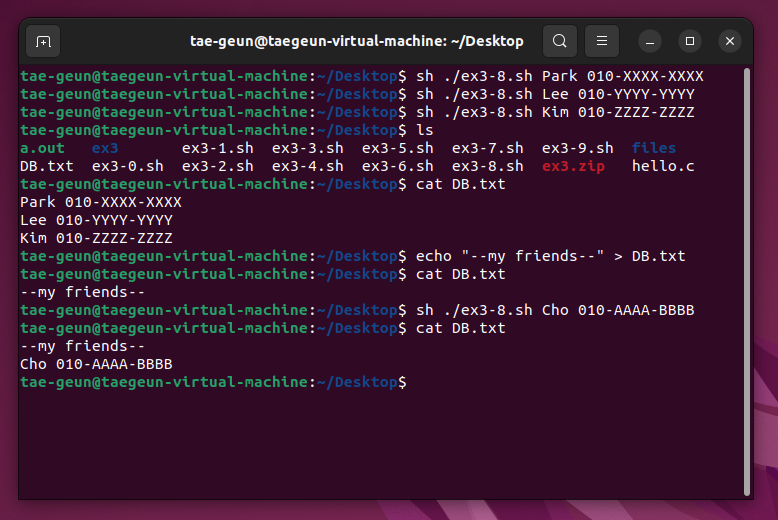 tae-geun@taegeun-virtual-machine: ~/Desktop
tae-geun@taegeun-virtual-machine:~/Desktop$ sh ./ex3-8.sh Park 010-XXXX-XXXX
tae-geun@taegeun-virtual-machine:~/Desktop$ sh ./ex3-8.sh Lee 010-YYYY-YYYY
tae-geun@taegeun-virtual-machine:~/Desktop$ sh ./ex3-8.sh Kim 010-ZZZZ-ZZZZ
tae-geun@taegeun-virtual-machine:~/Desktop$ ls
a.out   ex3       ex3-1.sh  ex3-3.sh  ex3-5.sh  ex3-7.sh  ex3-9.sh  files
DB.txt  ex3-0.sh  ex3-2.sh  ex3-4.sh  ex3-6.sh  ex3-8.sh  ex3.zip   hello.c
tae-geun@taegeun-virtual-machine:~/Desktop$ cat DB.txt
Park 010-XXXX-XXXX
Lee 010-YYYY-YYYY
Kim 010-ZZZZ-ZZZZ
tae-geun@taegeun-virtual-machine:~/Desktop$ echo "--my friends--" > DB.txt
tae-geun@taegeun-virtual-machine:~/Desktop$ cat DB.txt
--my friends--
tae-geun@taegeun-virtual-machine:~/Desktop$ sh ./ex3-8.sh Cho 010-AAAA-BBBB
tae-geun@taegeun-virtual-machine:~/Desktop$ cat DB.txt
--my friends--
Cho 010-AAAA-BBBB
tae-geun@taegeun-virtual-machine:~/Desktop$